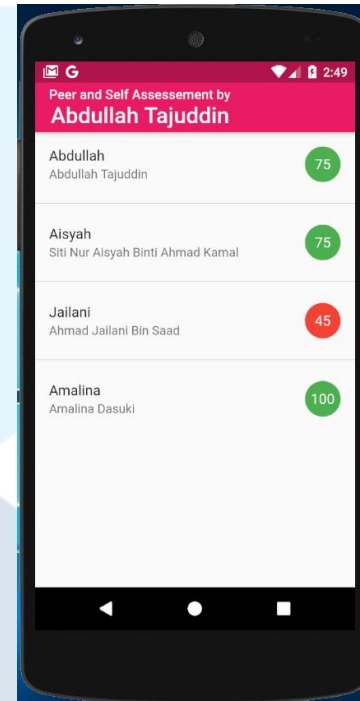 G 2:49
Peer and Self Assessement by
Abdullah Tajuddin
Abdullah
Abdullah Tajuddin
75
Aisyah
Siti Nur Aisyah Binti Ahmad Kamal
75
Jailani
Ahmad Jailani Bin Saad
45
Amalina
Amalina Dasuki
100